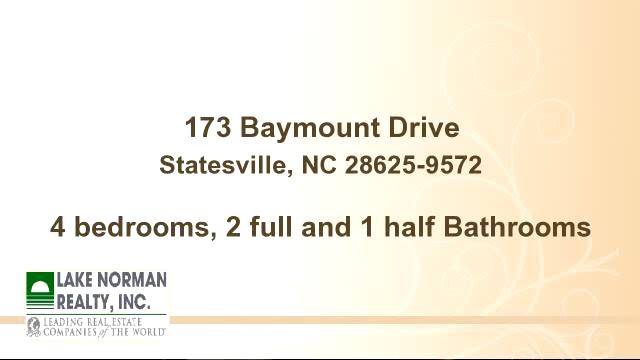 173 Baymount Drive
Statesville, NC 28625-9572
4 bedrooms, 2 full and 1 half Bathrooms
LAKE NORMAN
REALTY, INC.
LEADING REAL ESTATE
COMPANIES of THE WORLD